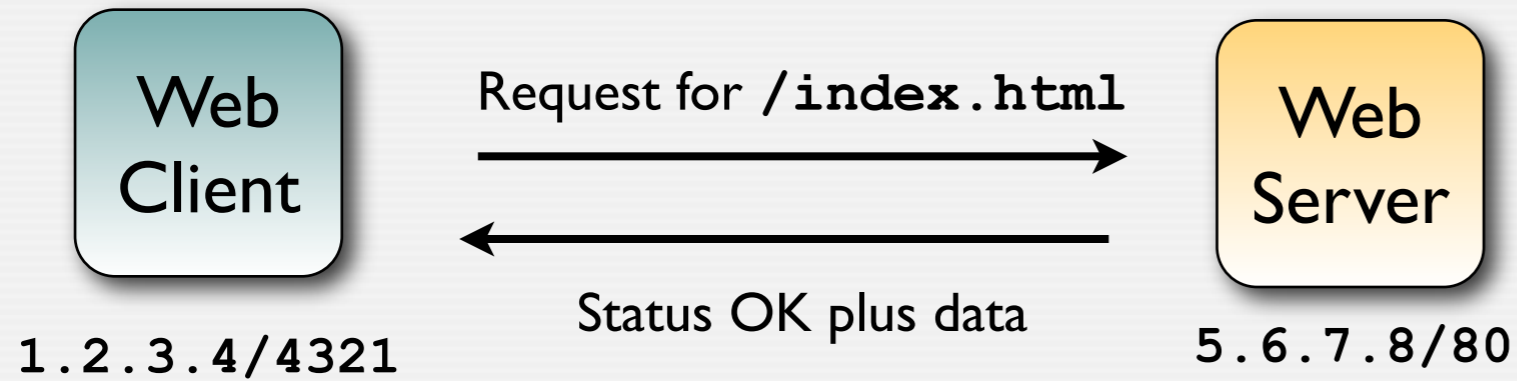 Web
Client
1.2.3.4/4321
Request for /index.html
Status OK plus data
Web
Server
5.6.7.8/80